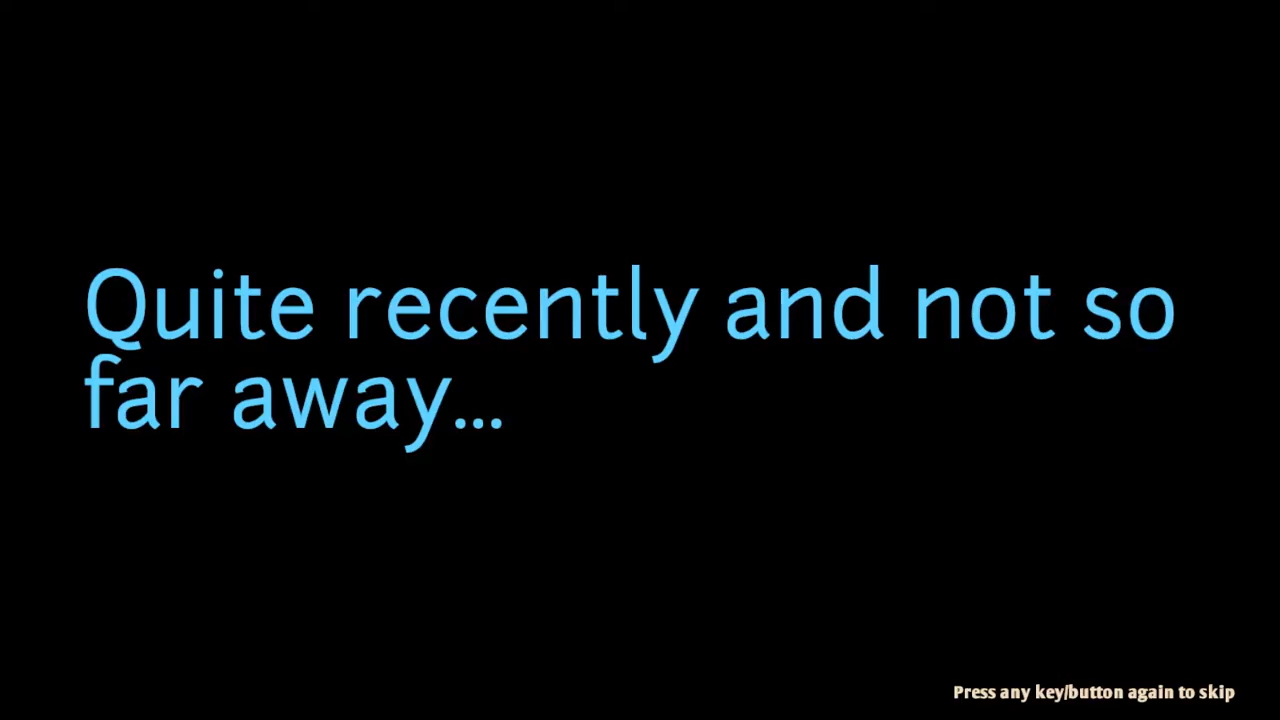 Quite recently and not so
far away...
Press any key/button again to skip